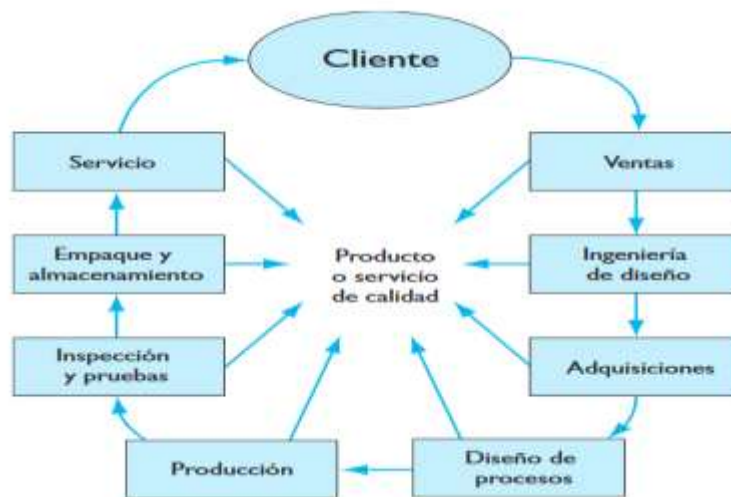 Cliente
Ventas
Ingeniería
de diseño
Adquisiciones
Diseño de
procesos
Producción
Inspección
y pruebas
Empaque y
almacenamiento
Servicio
Producto
o servicio
de calidad